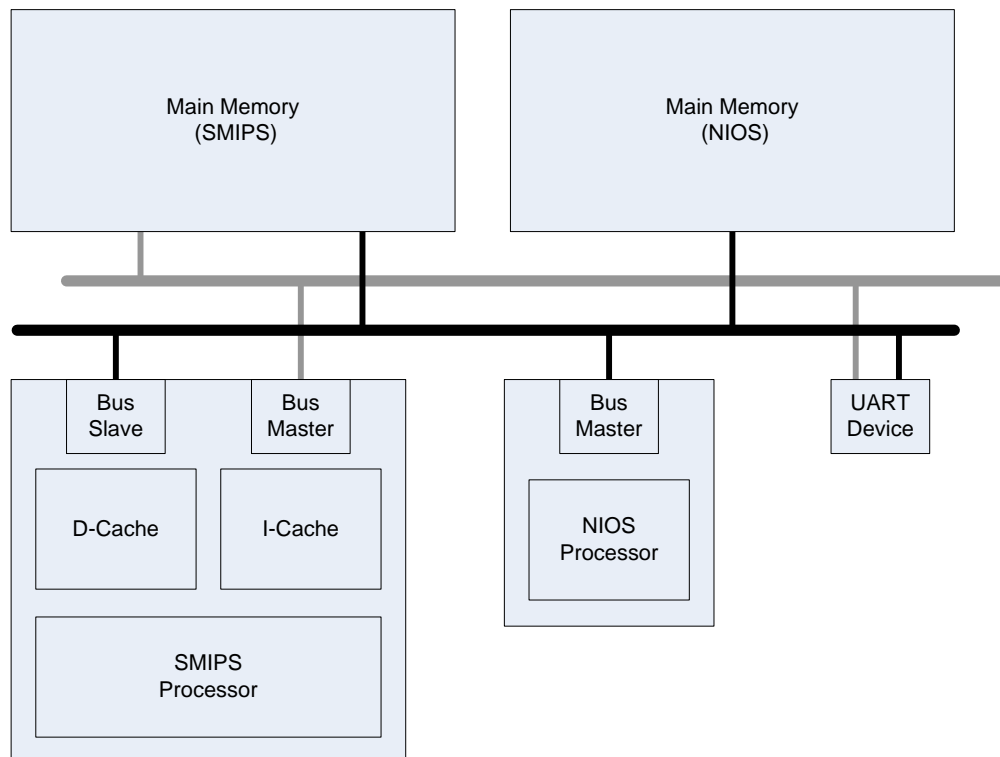 Main Memory
(SMIPS)
Main Memory
(NIOS)
Bus
Slave
Bus
Master
Bus
Master
UART
Device
D-Cache
I-Cache
NIOS
Processor
SMIPS
Processor